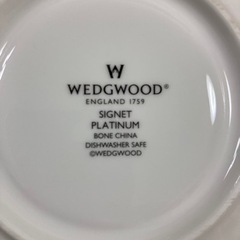 W
WEDGWOOD®
ENGLAND 1759
SIGNET
PLATINUM
BONE CHINA
DISHWASHER SAFE
©WEDGWOOD